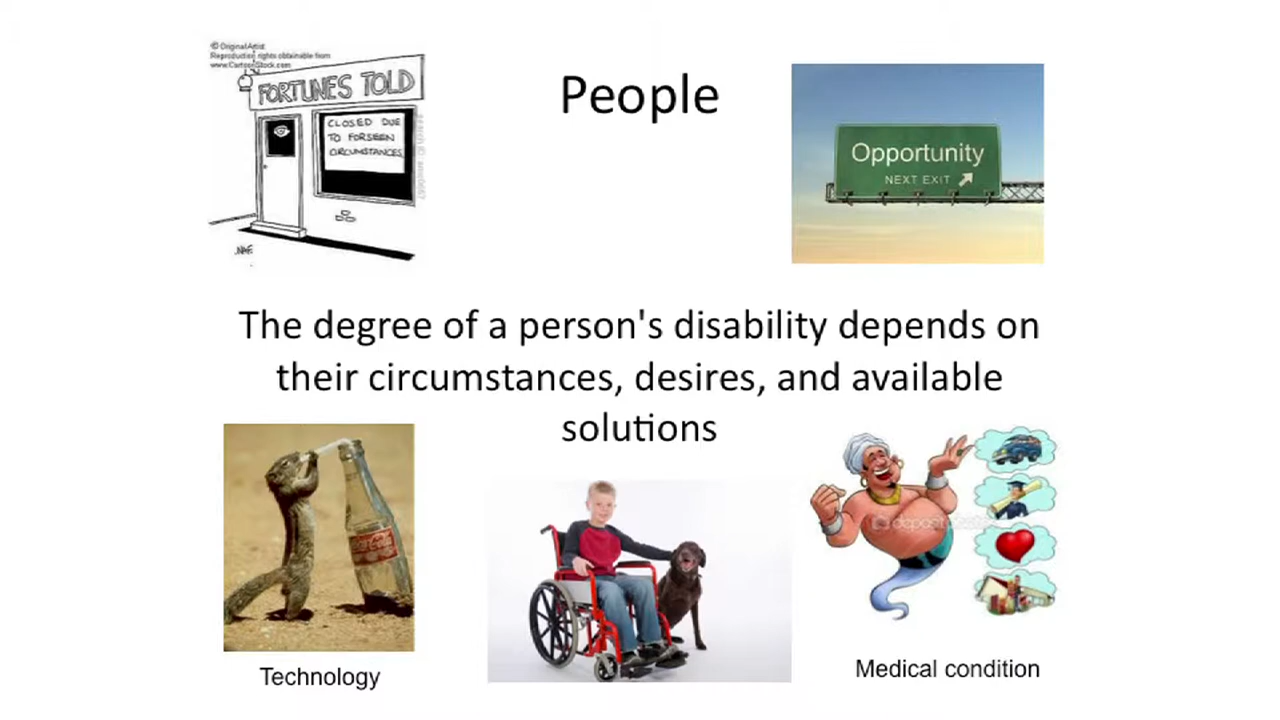 © Original Artist
Reproduction rights obtainable from
www.CartoonStock.com
FORTUNES TOLD
CLOSED DUE
TO FORSEEN
CIRCUMSTANCES
People
Opportunity
NEXT EXIT
The degree of a person's disability depends on
their circumstances, desires, and available
solutions
Technology
Medical condition